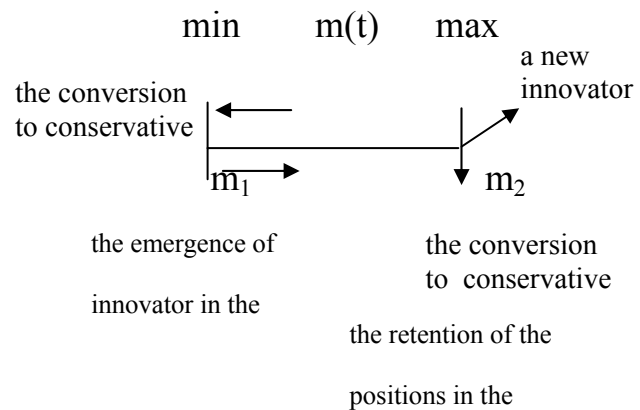 min m(t) max
a new
innovator
the conversion
to conservative
m₁ m₂
the emergence of
innovator in the
the conversion
to conservative
the retention of the
positions in the